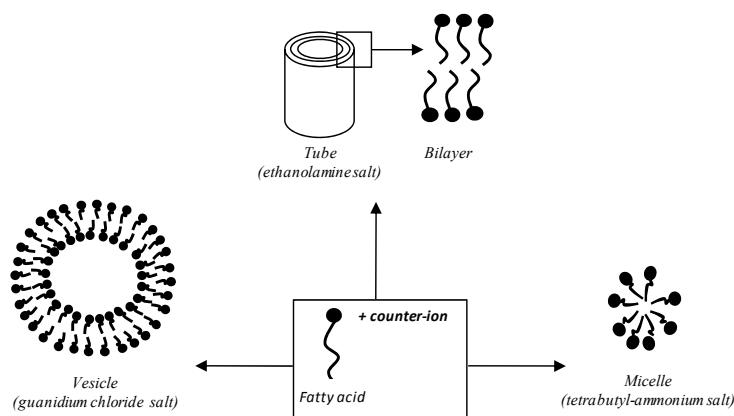 Tube
(ethanolamine salt)
Bilayer
+ counter-ion
Fatty acid
Vesicle
(guanidium chloride salt)
Micelle
(tetrabutyl-ammonium salt)